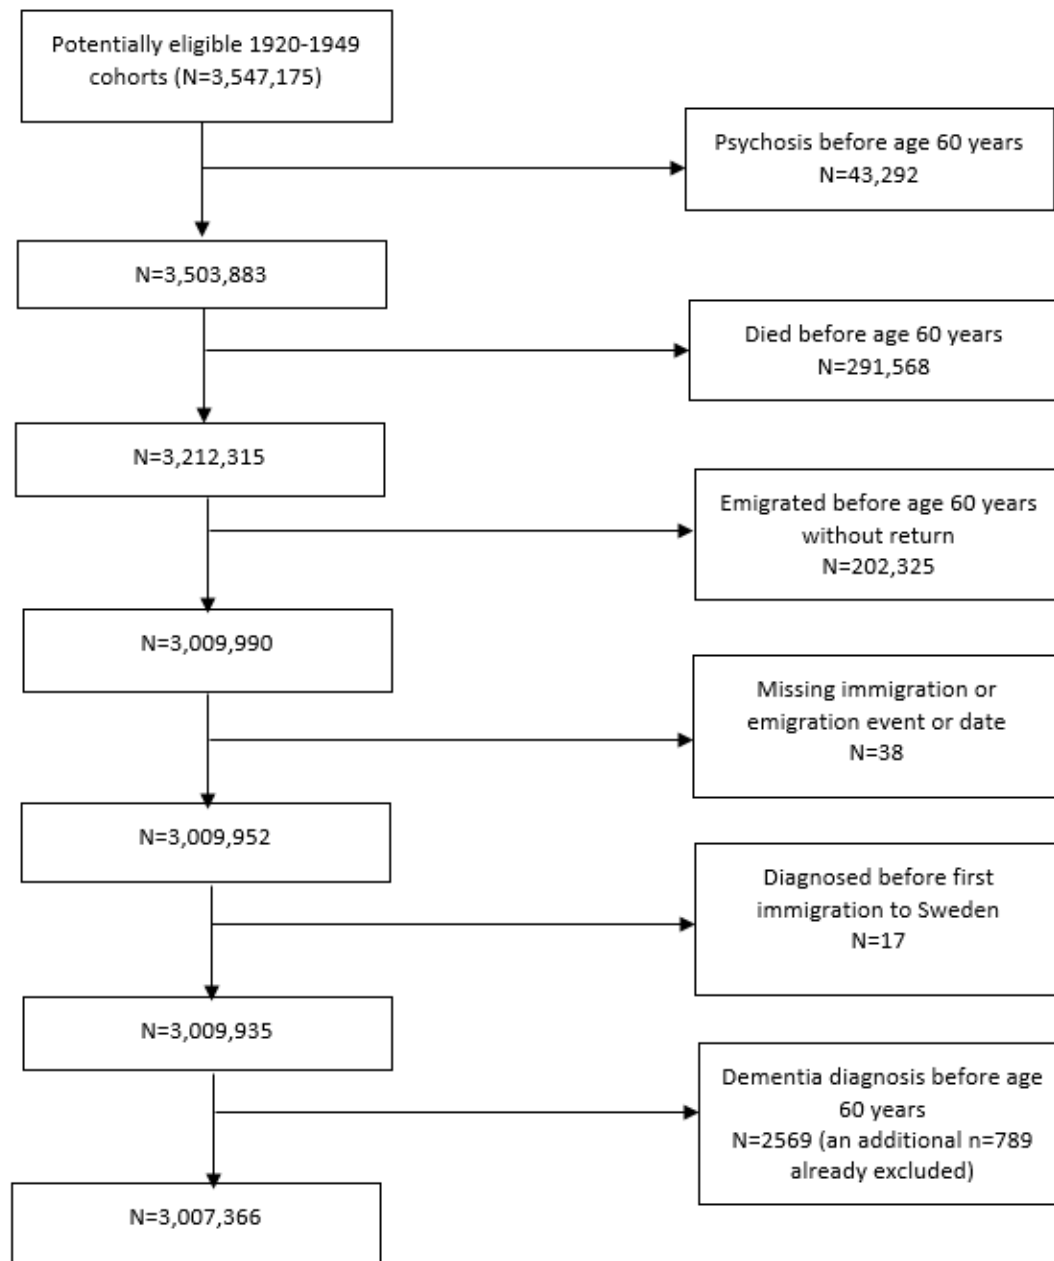 Potentially eligible 1920-1949
cohorts (N=3,547,175)
Psychosis before age 60 years
N=43,292
N=3,503,883
Died before age 60 years
N=291,568
N=3,212,315
Emigrated before age 60 years
without return
N=202,325
N=3,009,990
Missing immigration or
emigration event or date
N=38
N=3,009,952
Diagnosed before first
immigration to Sweden
N=17
N=3,009,935
Dementia diagnosis before age
60 years
N=2569 (an additional n=789
already excluded)
N=3,007,366